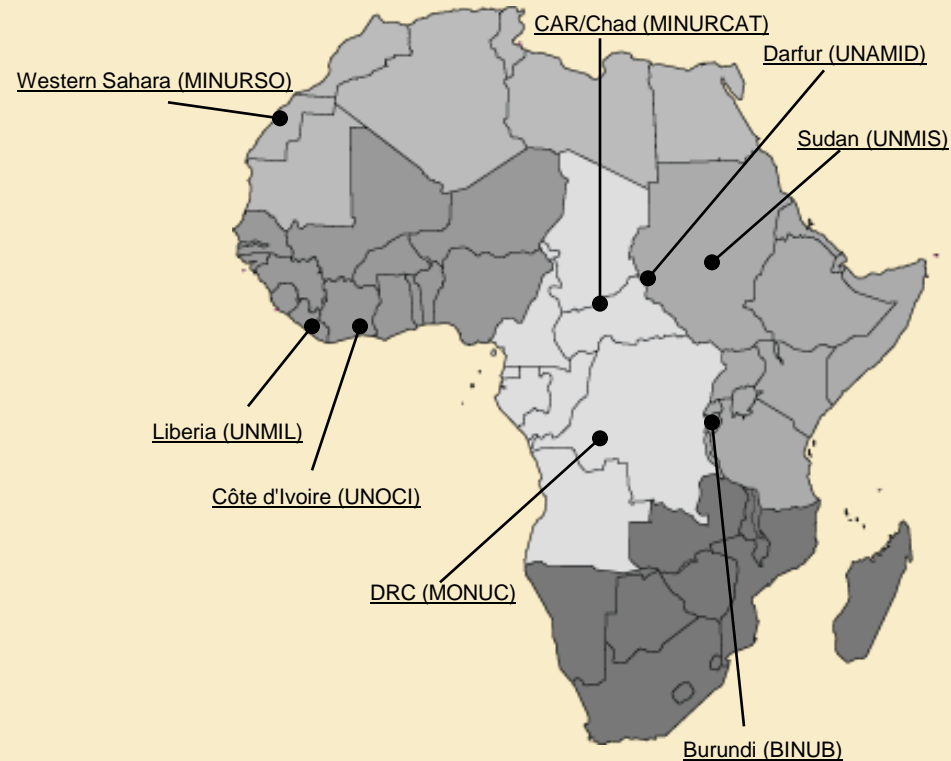 CAR/Chad (MINURCAT)
Darfur (UNAMID)
Western Sahara (MINURSO)
Sudan (UNMIS)
Liberia (UNMIL)
Côte d'Ivoire (UNOCI)
DRC (MONUC)
Burundi (BINUB)